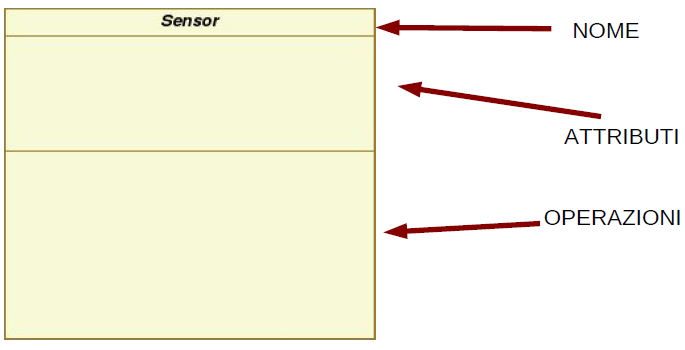 Sensor
NOME
ATTRIBUTI
OPERAZIONI